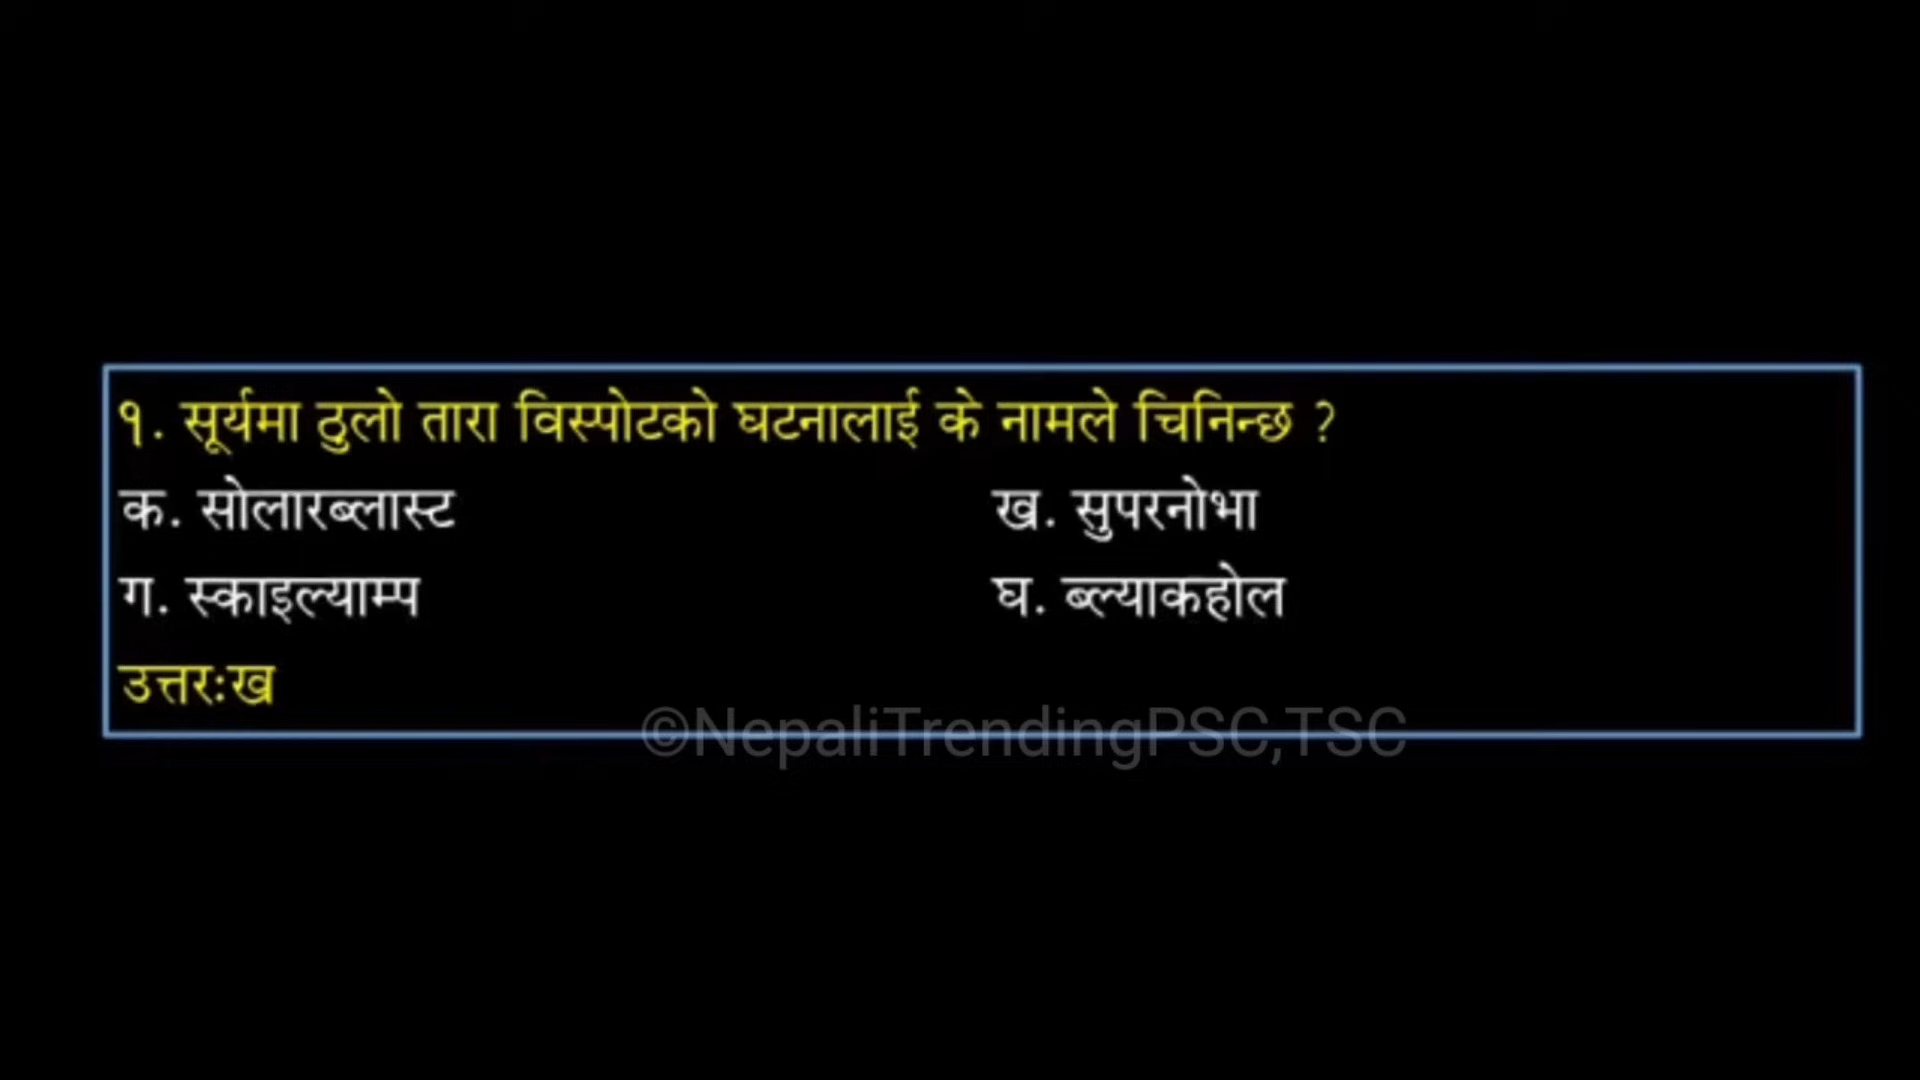 १. सूर्यमा ठुलो तारा विस्पोटको घटनालाई के नामले चिनिन्छ ?
क. सोलारब्लास्ट ख. सुपरनोभा
ग. स्काइल्याम्प घ. ब्ल्याकहोल
उत्तरःख
©NepaliTrendingPSC,TSC